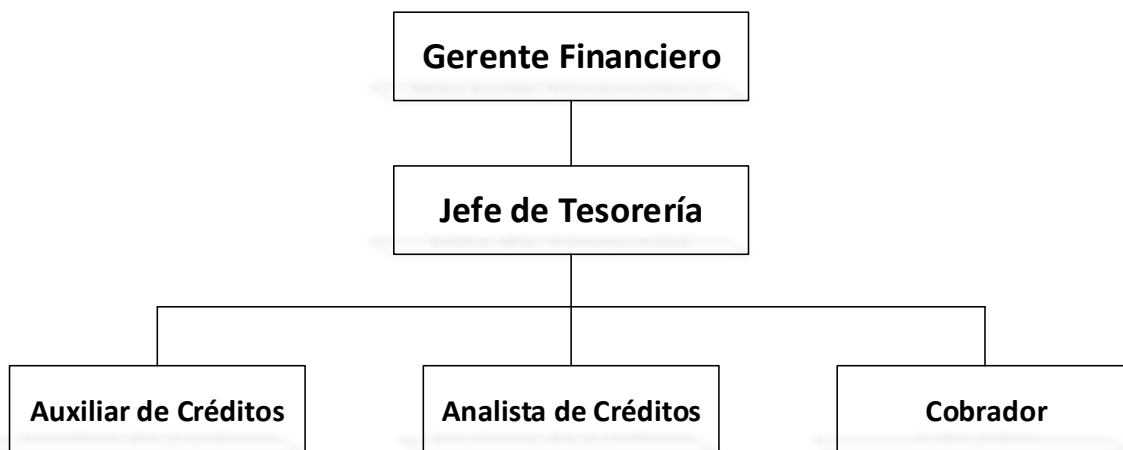 Gerente Financiero
Jefe de Tesorería
Auxiliar de Créditos
Analista de Créditos
Cobrador